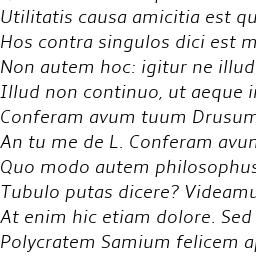 Utilitatis causa amicitia est qu
Hos contra singulos dici est m
Non autem hoc: igitur ne illud
Illud non continuo, ut aeque i
Conferam avum tuum Drusum
An tu me de L. Conferam avum
Quo modo autem philosophus
Tubulo putas dicere? Videamu
At enim hic etiam dolore. Sed
Polycratem Samium felicem ap